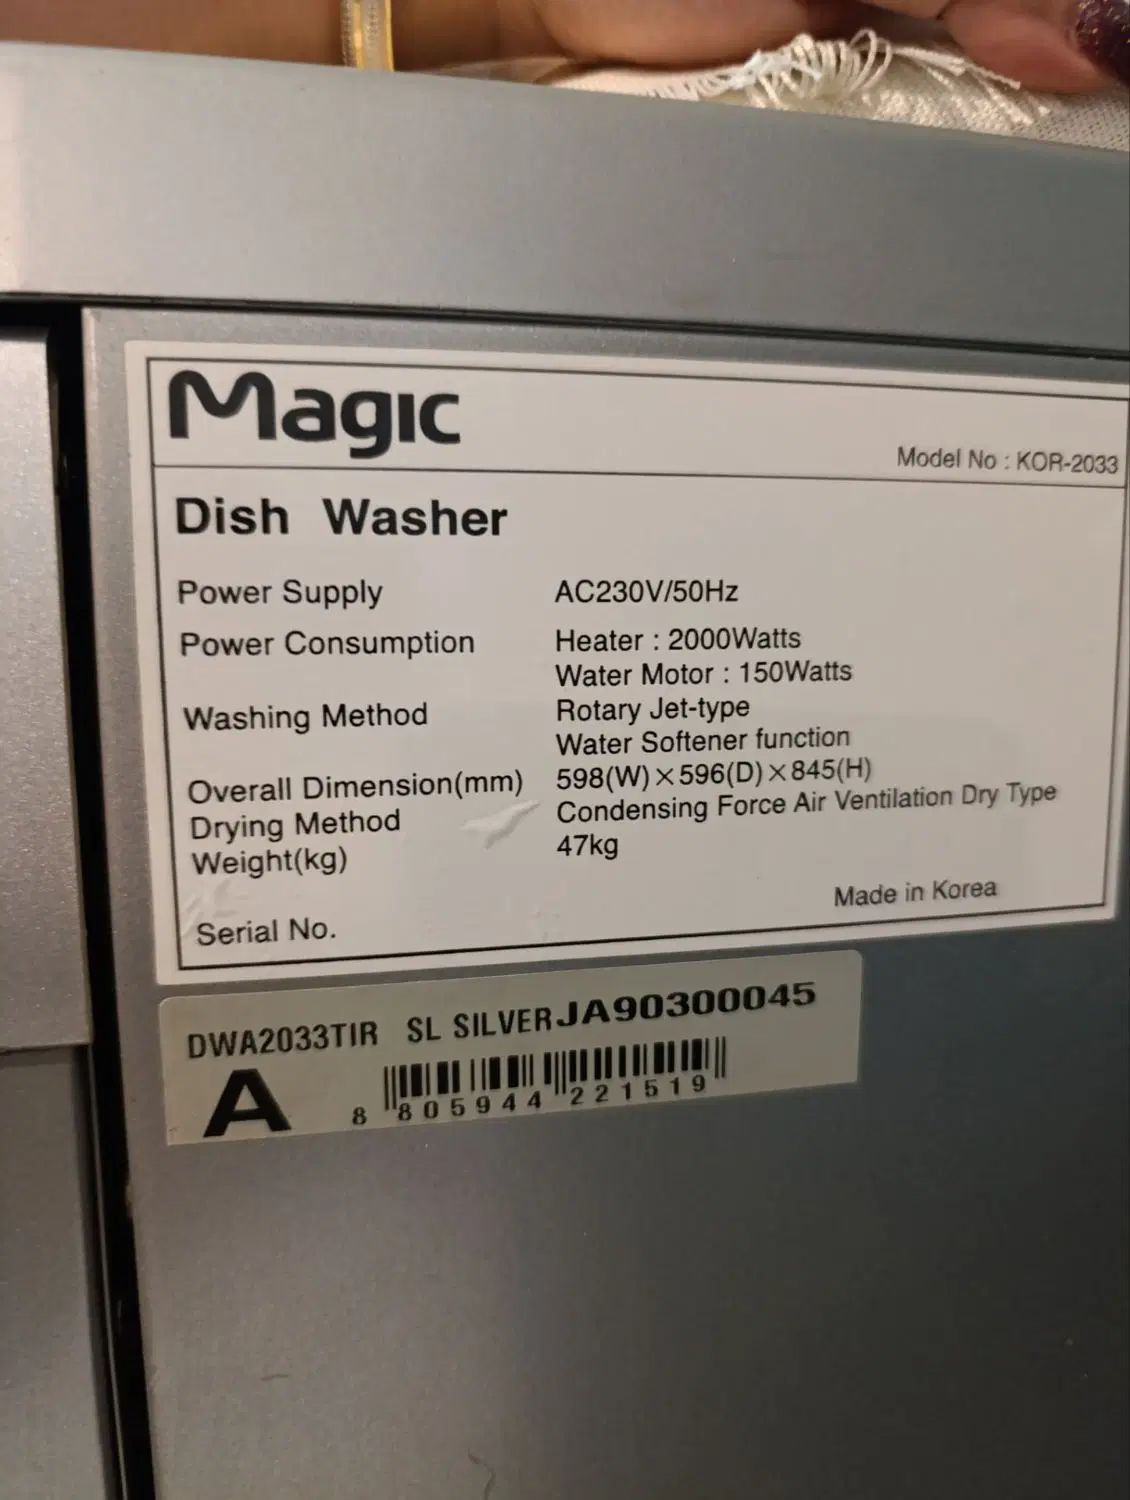 Magic
Model No : KOR-2033
Dish Washer
Power Supply AC230V/50Hz
Power Consumption Heater : 2000Watts
Water Motor : 150Watts
Washing Method Rotary Jet-type
Water Softener function
Overall Dimension(mm) 598(W)×596(D)×845(H)
Drying Method Condensing Force Air Ventilation Dry Type
Weight(kg) 47kg
Made in Korea
Serial No.
DWA2033TIR SL SILVER JA90300045
A
8 805944 221519